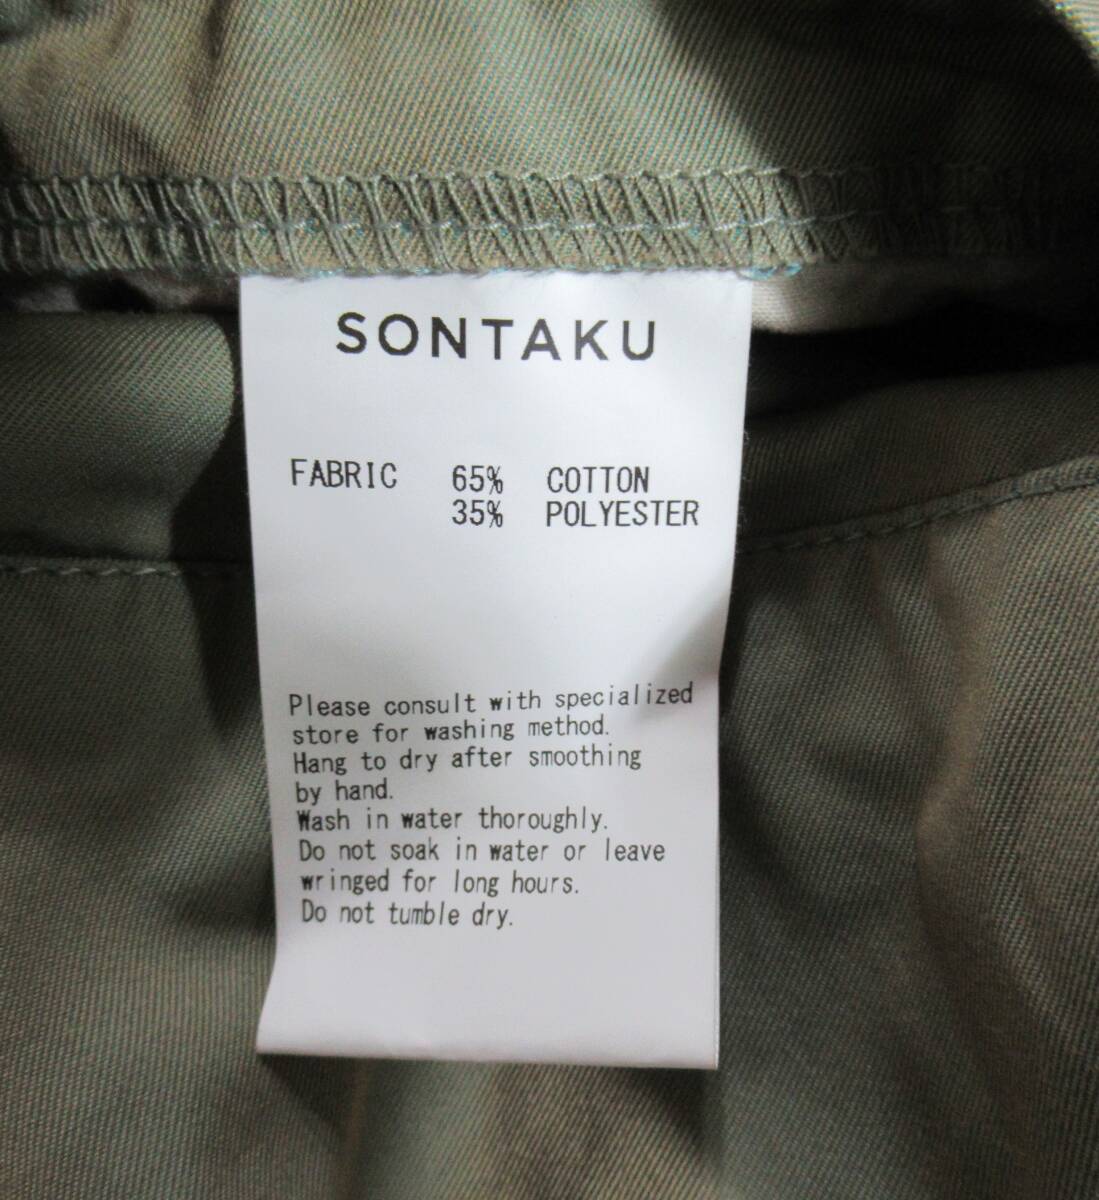 SONTAKU
FABRIC 65% COTTON
35% POLYESTER
Please consult with specialized
store for washing method.
Hang to dry after smoothing
by hand.
Wash in water thoroughly.
Do not soak in water or leave
wringed for long hours.
Do not tumble dry.